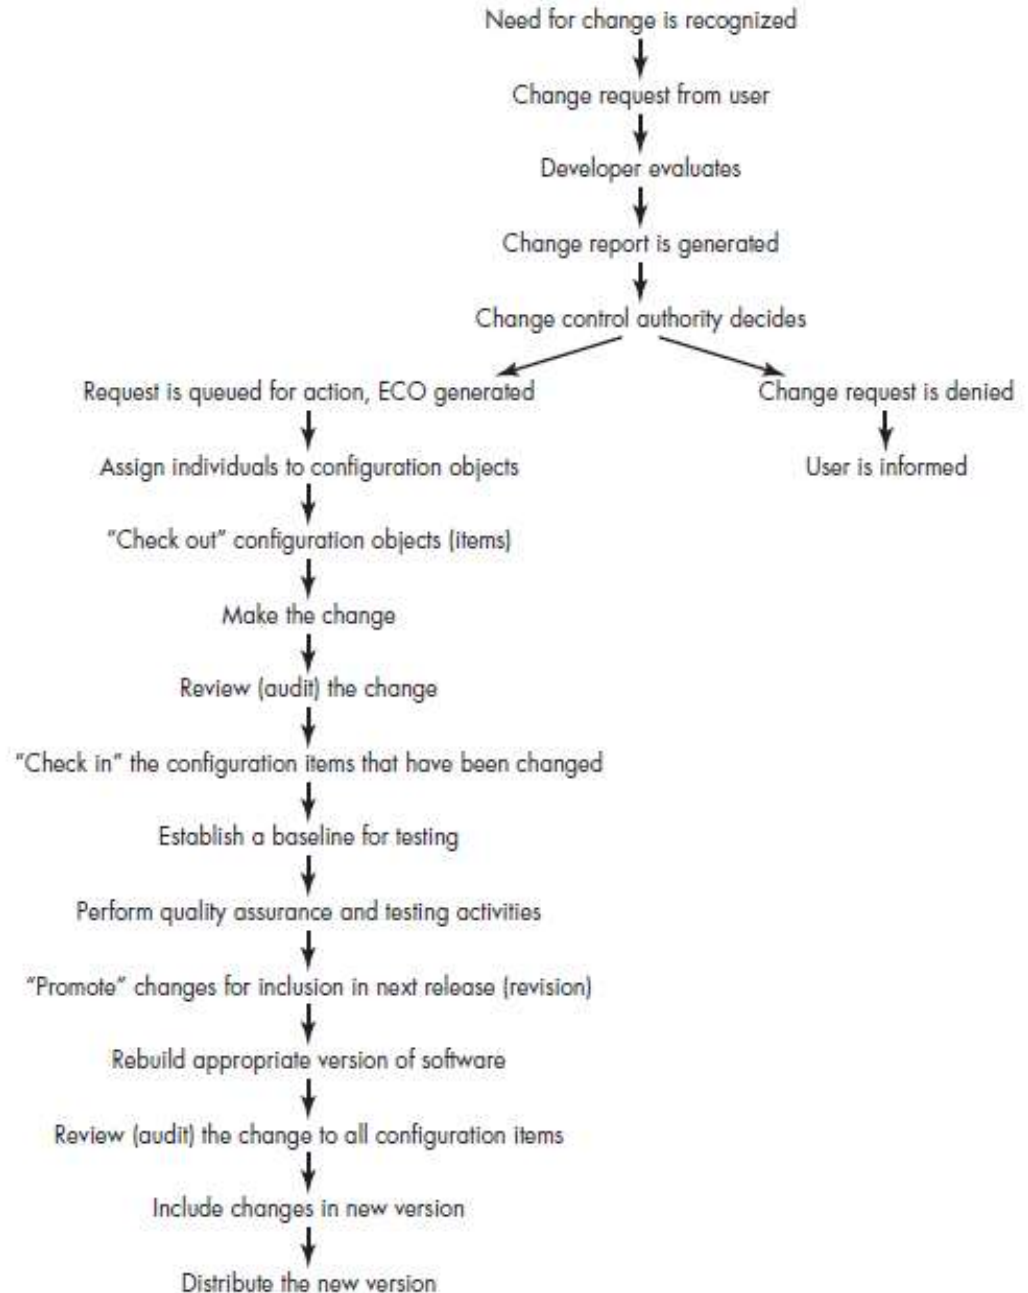 Need for change is recognized
Change request from user
Developer evaluates
Change report is generated
Change control authority decides
Request is queued for action, ECO generated
Change request is denied
Assign individuals to configuration objects
User is informed
“Check out” configuration objects (items)
Make the change
Review (audit) the change
“Check in” the configuration items that have been changed
Establish a baseline for testing
Perform quality assurance and testing activities
“Promote” changes for inclusion in next release (revision)
Rebuild appropriate version of software
Review (audit) the change to all configuration items
Include changes in new version
Distribute the new version